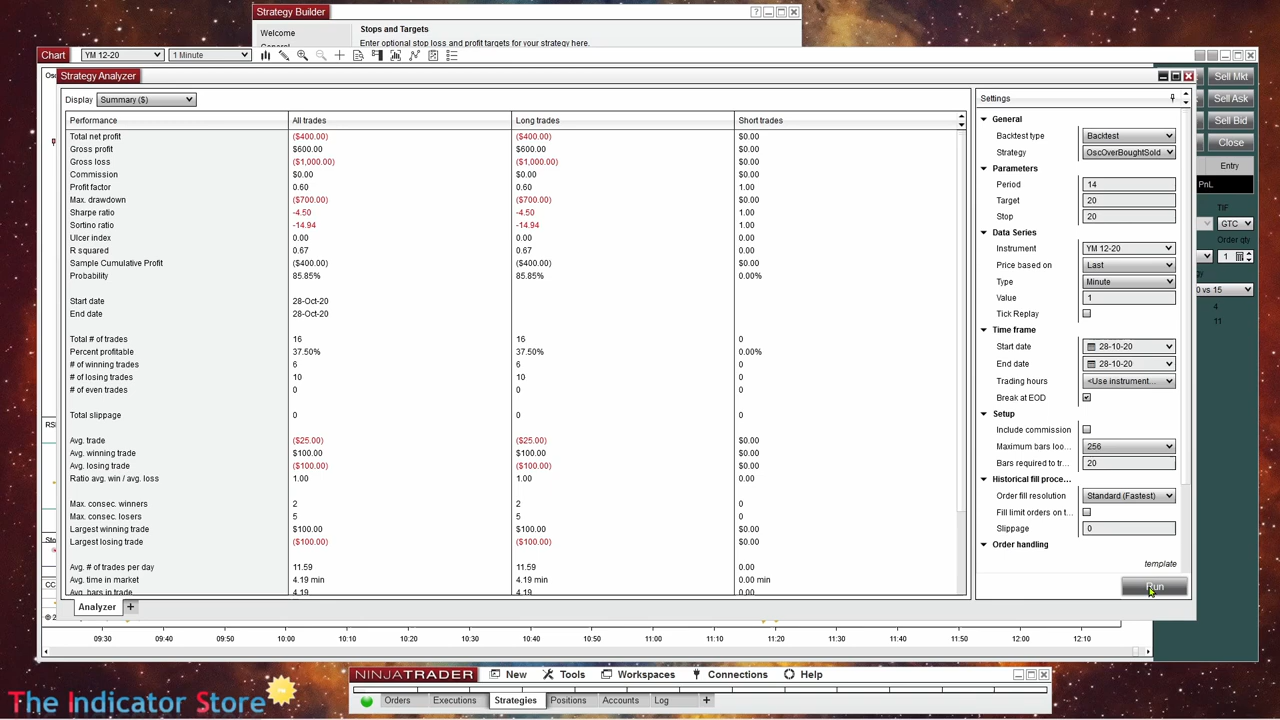 Strategy Builder
Welcome
Stops and Targets
Enter optional stop loss and profit targets for your strategy here.
Chart YM 12-20 1 Minute
Strategy Analyzer
Display Summary ($)
Performance All trades Long trades Short trades
Total net profit ($400.00) ($400.00) $0.00
Gross profit $600.00 $600.00 $0.00
Gross loss ($1,000.00) ($1,000.00) $0.00
Commission $0.00 $0.00 $0.00
Profit factor 0.60 0.60 1.00
Max. drawdown ($700.00) ($700.00) $0.00
Sharpe ratio -4.50 -4.50 1.00
Sortino ratio -14.94 -14.94 1.00
Ulcer index 0.00 0.00 0.00
R squared 0.67 0.67 0.00
Sample Cumulative Profit ($400.00) ($400.00) $0.00
Probability 85.85% 85.85% 0.00%
Start date 28-Oct-20
End date 28-Oct-20
Total # of trades 16 16 0
Percent profitable 37.50% 37.50% 0.00%
# of winning trades 6 6 0
# of losing trades 10 10 0
# of even trades 0 0 0
Total slippage 0 0 0
Avg. trade ($25.00) ($25.00) $0.00
Avg. winning trade $100.00 $100.00 $0.00
Avg. losing trade ($100.00) ($100.00) $0.00
Ratio avg. win / avg. loss 1.00 1.00 0.00
Max. consec. winners 2 2 0
Max. consec. losers 5 5 0
Largest winning trade $100.00 $100.00 $0.00
Largest losing trade ($100.00) ($100.00) $0.00
Avg. # of trades per day 11.59 11.59 0.00
Avg. time in market 4.19 min 4.19 min 0.00 min
Avg. bars in trade 4.19 4.19 0.00
Analyzer +
Settings
General
Backtest type Backtest
Strategy OscOverBoughtSold
Parameters
Period 14
Target 20
Stop 20
Data Series
Instrument YM 12-20
Price based on Last
Type Minute
Value 1
Tick Replay
Time frame
Start date 28-10-20
End date 28-10-20
Trading hours <Use instrument...
Break at EOD
Setup
Include commission
Maximum bars loo... 256
Bars required to tr... 20
Historical fill proce...
Order fill resolution Standard (Fastest)
Fill limit orders on t...
Slippage 0
Order handling
template
Run
Sell Mkt
Sell Ask
Sell Bid
Close
Entry
PnL
TIF
GTC
Order qty
1
0 vs 15
4
11
09:30 09:40 09:50 10:00 10:10 10:20 10:30 10:40 10:50 11:00 11:10 11:20 11:30 11:40 11:50 12:00 12:10
NINJATRADER New Tools Workspaces Connections Help
Orders Executions Strategies Positions Accounts Log +
The Indicator Store